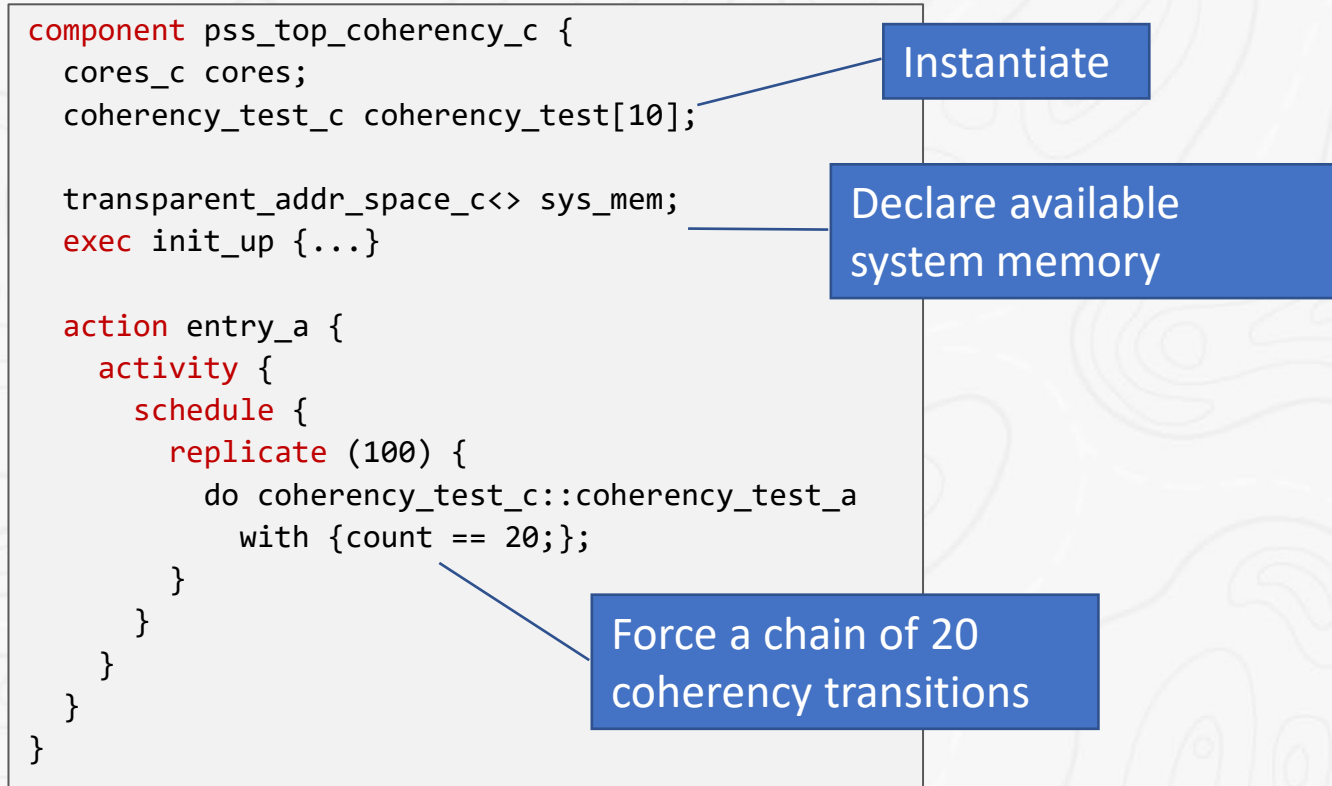 component pss_top_coherency_c {
  cores_c cores;
  coherency_test_c coherency_test[10];
  transparent_addr_space_c<> sys_mem;
  exec init_up {...}
  action entry_a {
    activity {
      schedule {
        replicate (100) {
          do coherency_test_c::coherency_test_a
            with {count == 20;};
        }
      }
    }
  }
}
Instantiate
Declare available
system memory
Force a chain of 20
coherency transitions